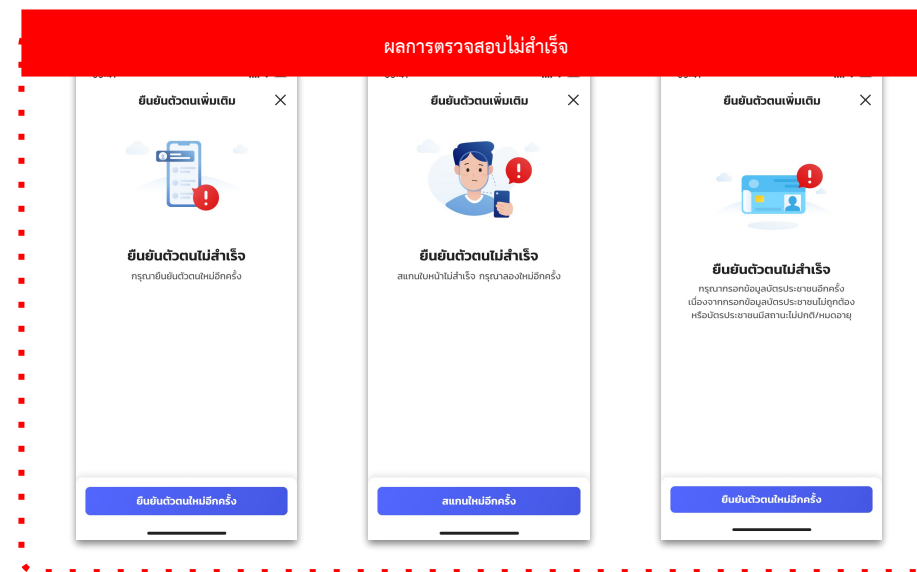 ผลการตรวจสอบไม่สำเร็จ
ยืนยันตัวตนเพิ่มเติม
ยืนยันตัวตนไม่สำเร็จ
กรุณายืนยันตัวตนใหม่อีกครั้ง
ยืนยันตัวตนใหม่อีกครั้ง
ยืนยันตัวตนเพิ่มเติม
ยืนยันตัวตนไม่สำเร็จ
สแกนใบหน้าไม่สำเร็จ กรุณาลองใหม่อีกครั้ง
สแกนใหม่อีกครั้ง
ยืนยันตัวตนเพิ่มเติม
ยืนยันตัวตนไม่สำเร็จ
กรุณากรอกข้อมูลบัตรประชาชนอีกครั้ง
เนื่องจากกรอกข้อมูลบัตรประชาชนไม่ถูกต้อง
หรือบัตรประชาชนมีสถานะไม่ปกติ/หมดอายุ
ยืนยันตัวตนใหม่อีกครั้ง